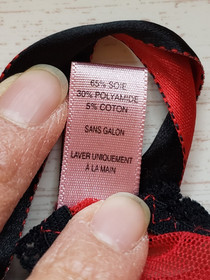 65% SOIE
30% POLYAMIDE
5% COTON
SANS GALON
LAVER UNIQUEMENT
À LA MAIN